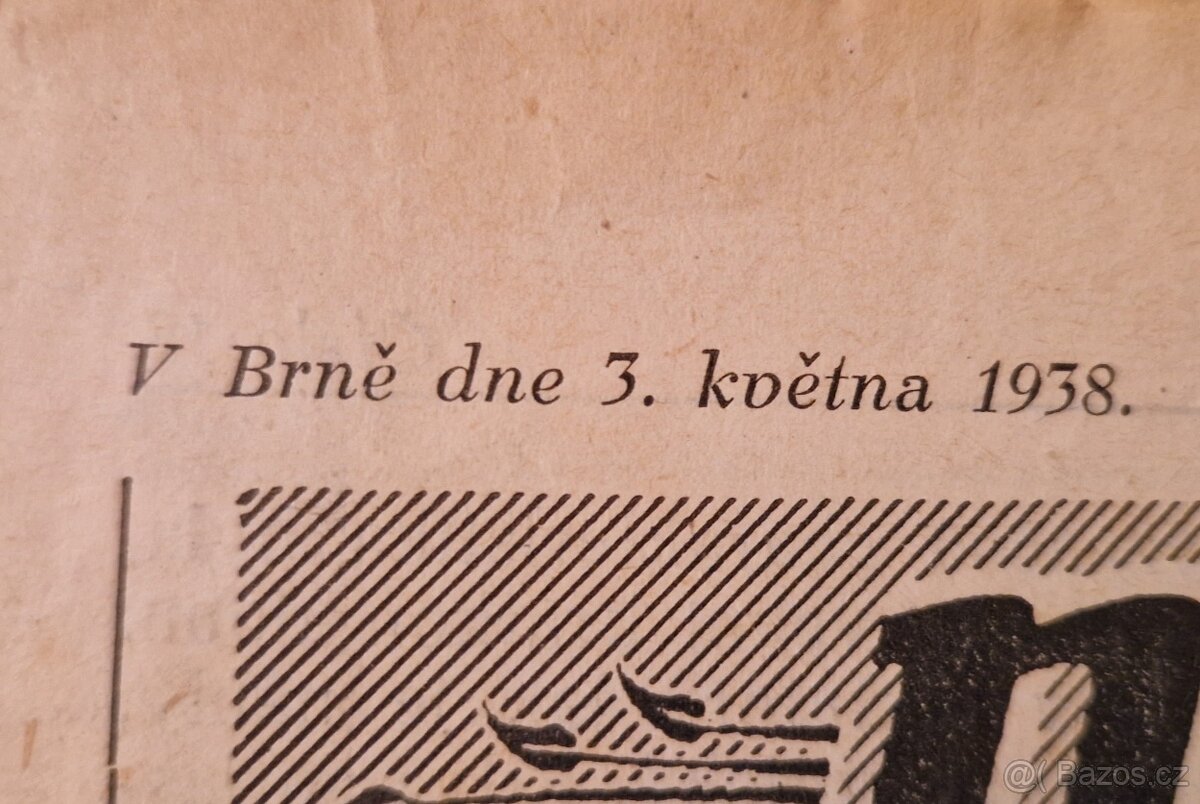 V Brně dne 3. května 1938.
@( Bazos.cz